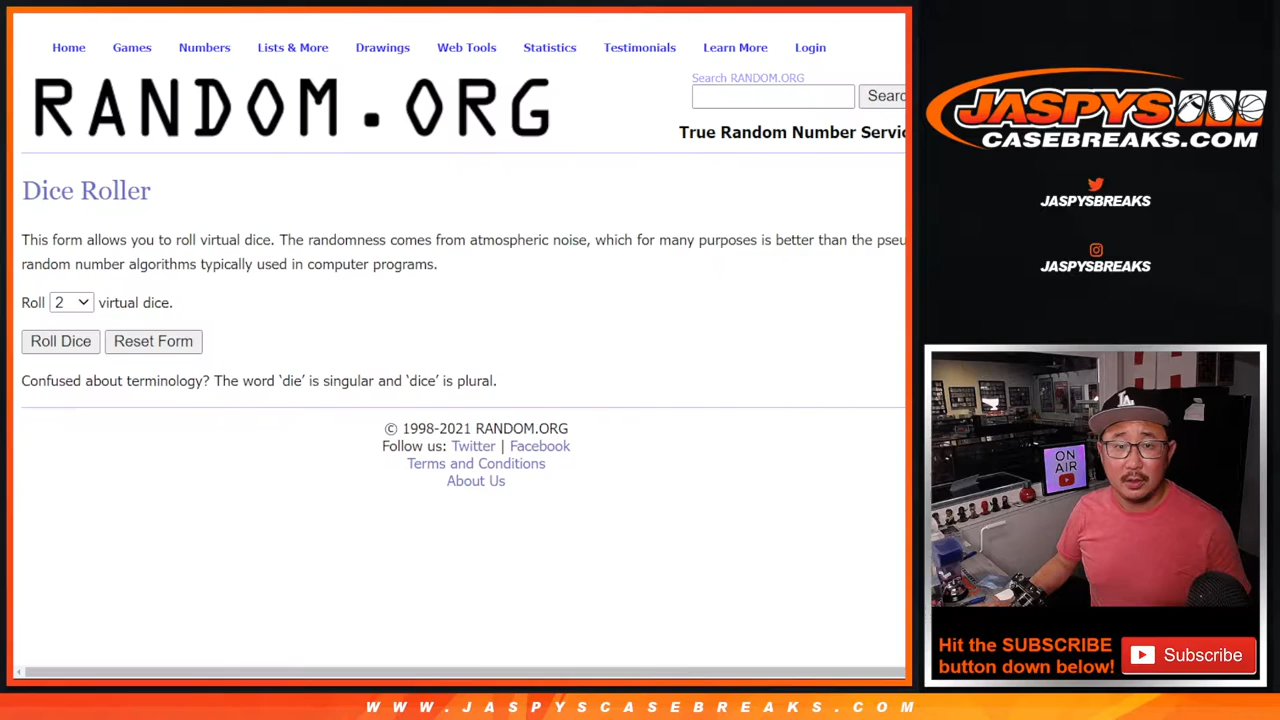 Home Games Numbers Lists & More Drawings Web Tools Statistics Testimonials Learn More Login
RANDOM.ORG
Search RANDOM.ORG
Searc
True Random Number Servic
Dice Roller
This form allows you to roll virtual dice. The randomness comes from atmospheric noise, which for many purposes is better than the pseu
random number algorithms typically used in computer programs.
Roll 2 virtual dice.
Roll Dice Reset Form
Confused about terminology? The word ‘die’ is singular and ‘dice’ is plural.
© 1998-2021 RANDOM.ORG
Follow us: Twitter | Facebook
Terms and Conditions
About Us
JASPYS
CASEBREAKS.COM
JASPYSBREAKS
JASPYSBREAKS
LA
ON
AIR
Hit the SUBSCRIBE
button down below!
Subscribe
WWW.JASPYSCASEBREAKS.COM